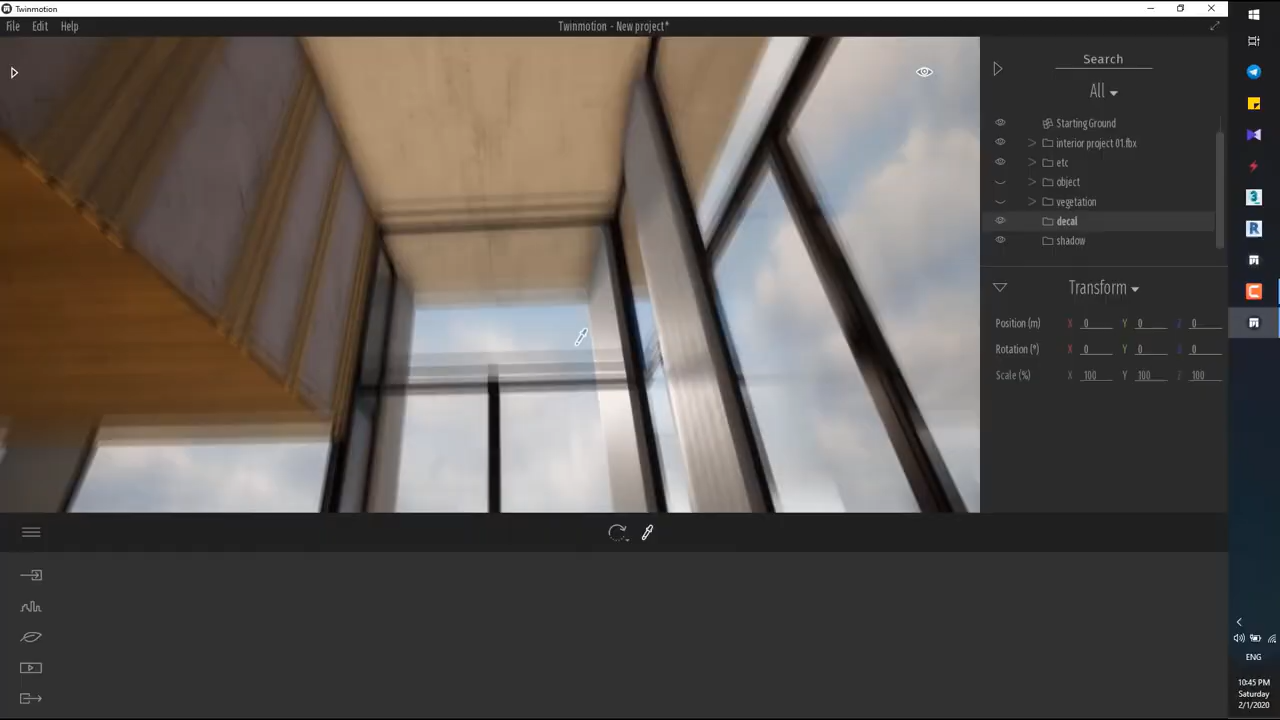 Twinmotion
File Edit Help
Twinmotion - New project*
Search
All
Starting Ground
interior project 01.fbx
etc
object
vegetation
decal
shadow
Transform
Position (m) X 0 Y 0 Z 0
Rotation (°) X 0 Y 0 Z 0
Scale (%) X 100 Y 100 Z 100
ENG
10:45 PM
Saturday
2/1/2020